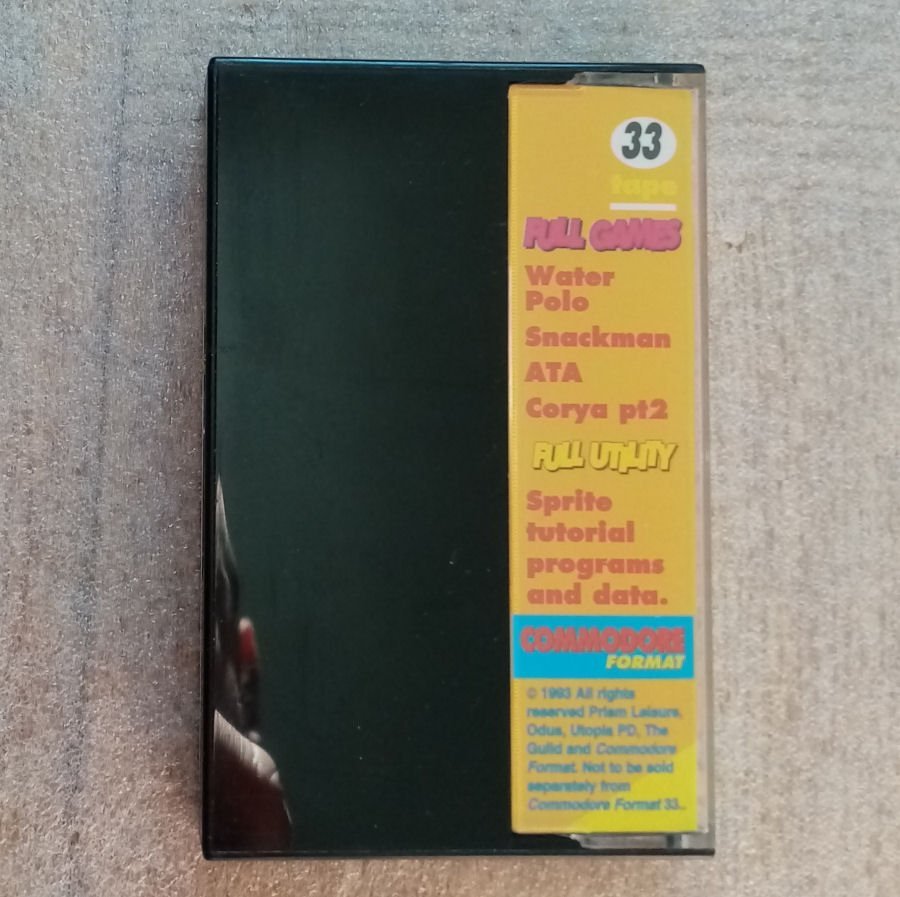 33
tape
FULL GAMES
Water
Polo
Snackman
ATA
Corya pt2
FULL UTILITY
Sprite
tutorial
programs
and data.
COMMODORE
FORMAT
© 1993 All rights
reserved Prism Leisure,
Odus, Utopia PD, The
Guild and Commodore
Format. Not to be sold
separately from
Commodore Format 33..